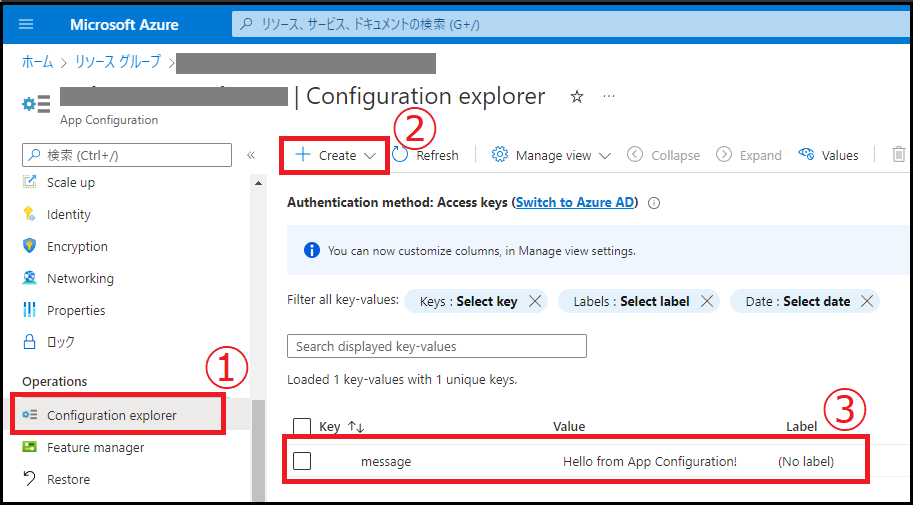 Microsoft Azure
リソース、サービス、ドキュメントの検索 (G+/)
ホーム > リソース グループ >
| Configuration explorer ☆ …
App Configuration
検索 (Ctrl+/) «
Scale up
Identity
Encryption
Networking
Properties
ロック
Operations
①
Configuration explorer
Feature manager
Restore
②
+ Create Refresh Manage view Collapse Expand Values
Authentication method: Access keys (Switch to Azure AD)
You can now customize columns, in Manage view settings.
Filter all key-values: Keys : Select key Labels : Select label Date : Select date
Search displayed key-values
Loaded 1 key-values with 1 unique keys.
③
Key ↑↓ Value Label
message Hello from App Configuration! (No label)